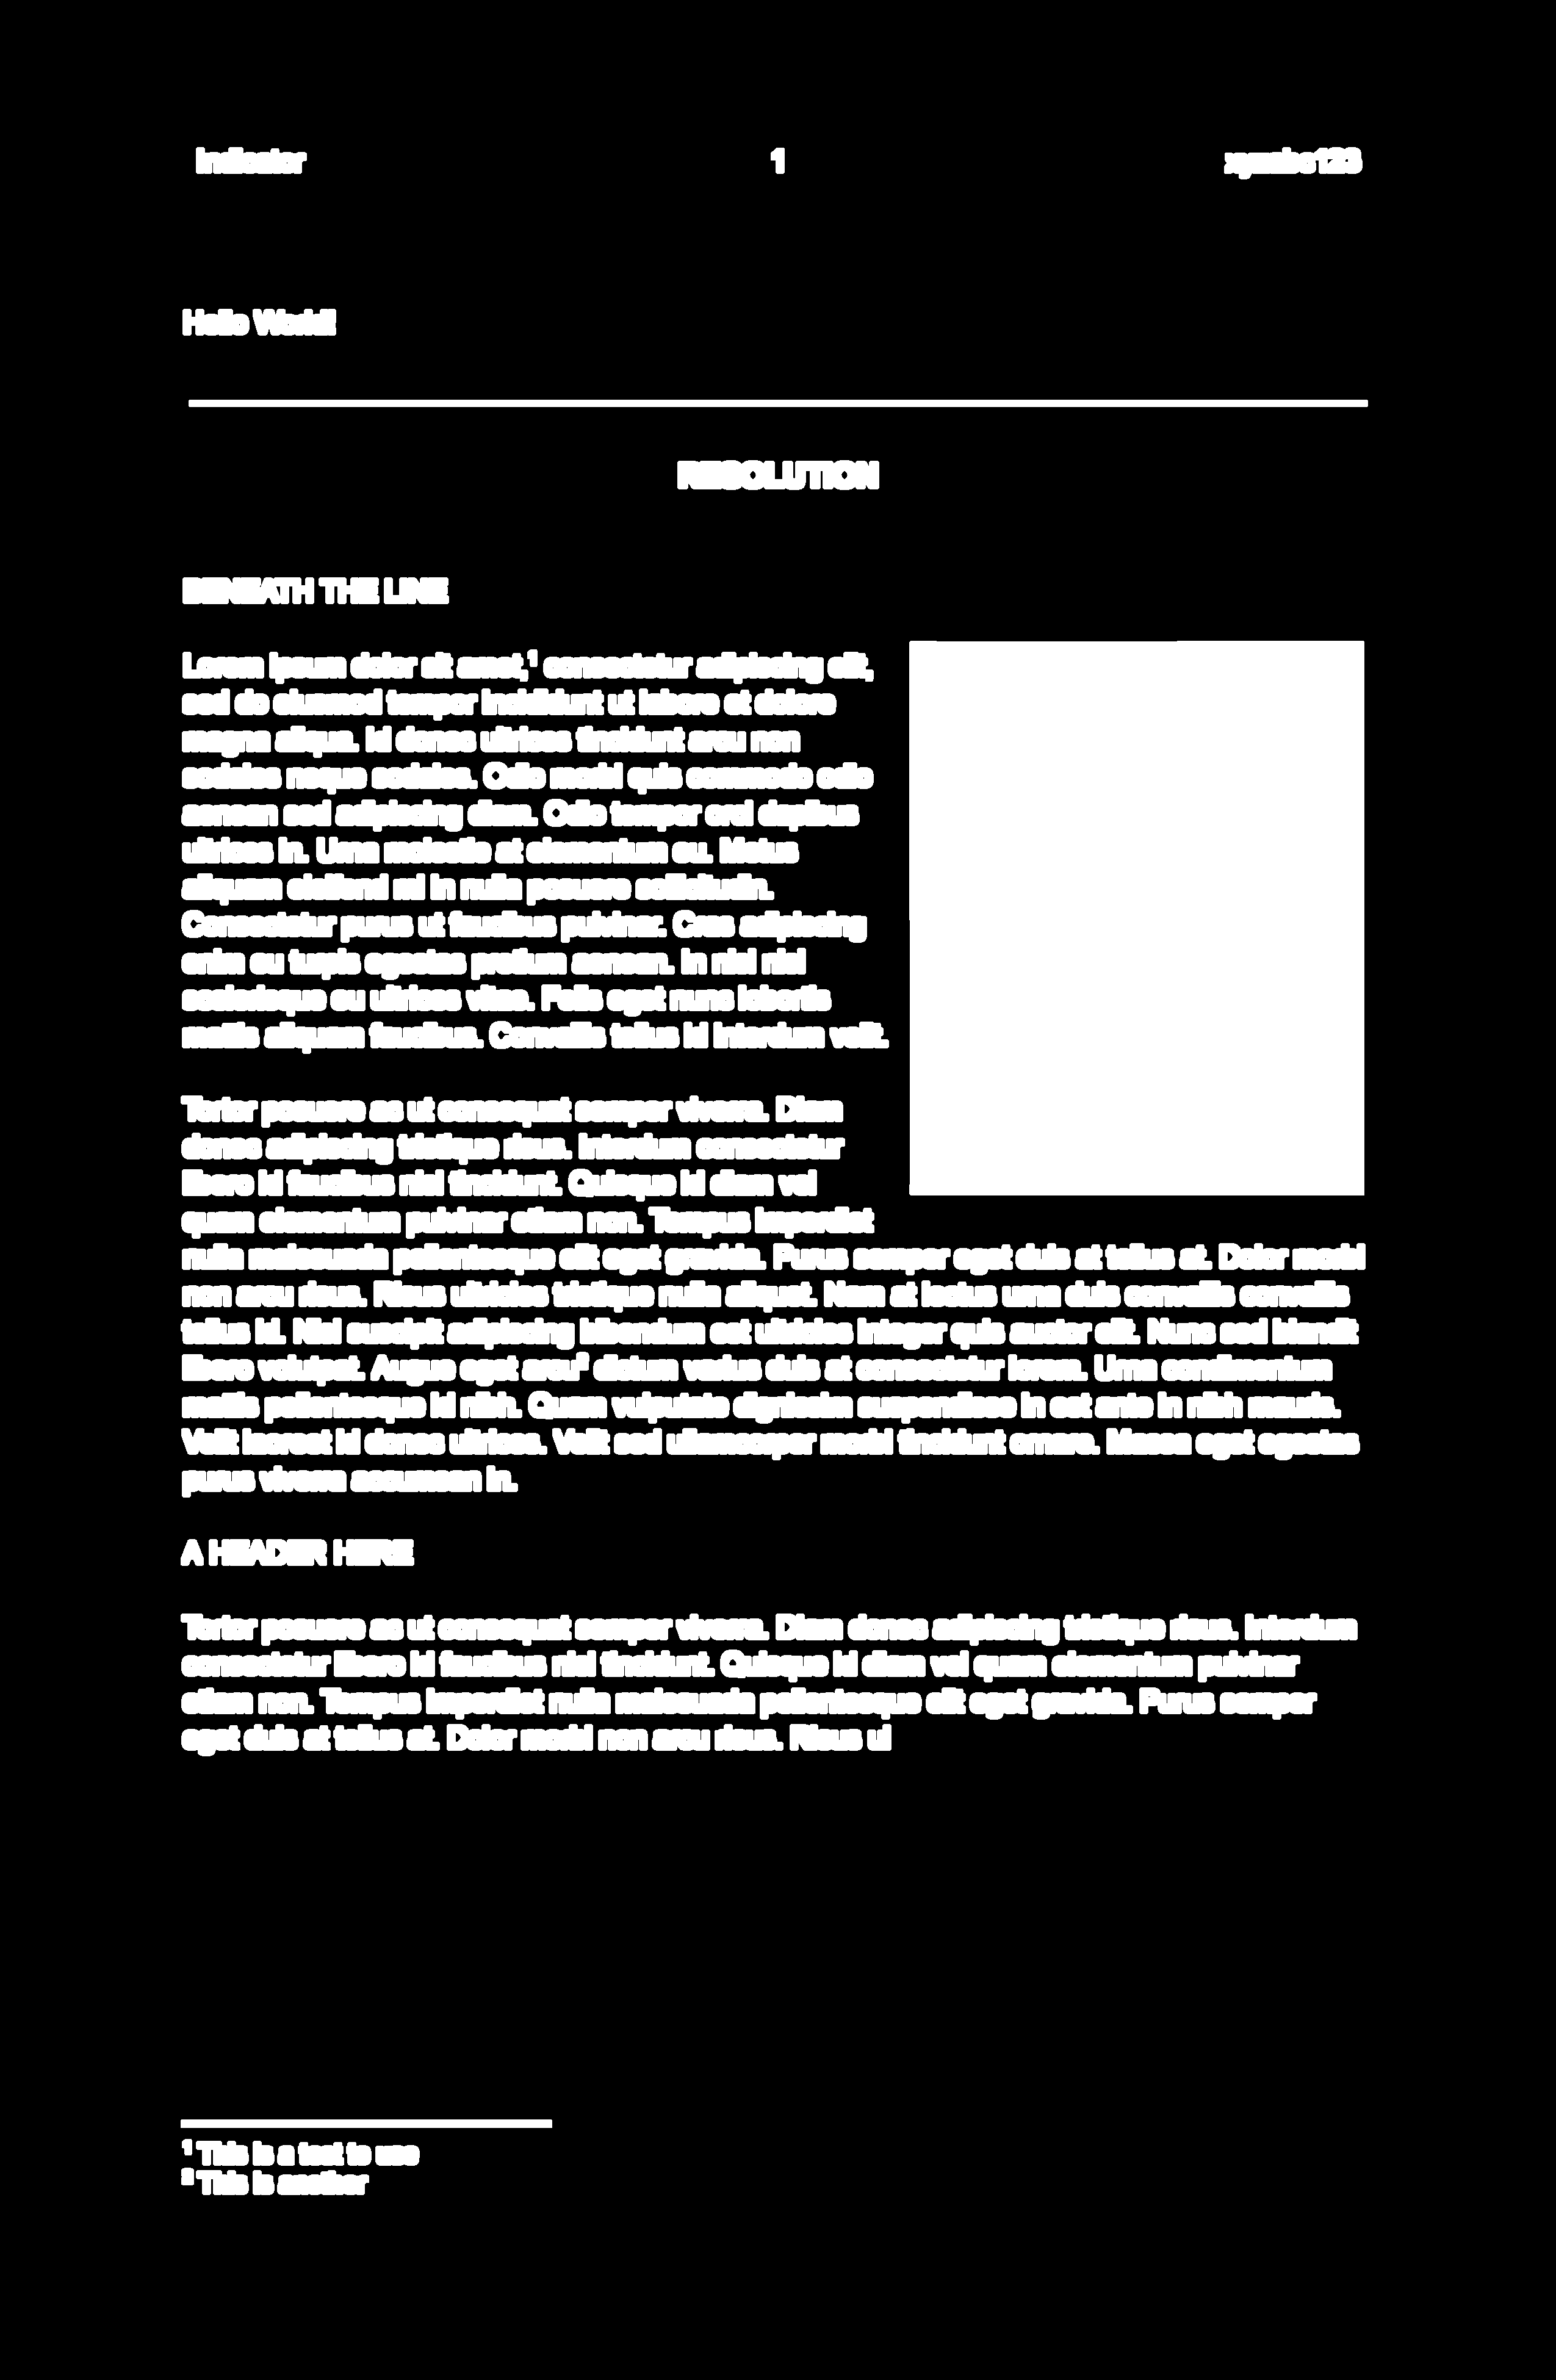 Indicator 1 xyzabc123
Hello World!
RESOLUTION
BENEATH THE LINE
Lorem ipsum dolor sit amet,¹ consectetur adipiscing elit,
sed do eiusmod tempor incididunt ut labore et dolore
magna aliqua. Id donec ultrices tincidunt arcu non
sodales neque sodales. Odio morbi quis commodo odio
aenean sed adipiscing diam. Odio tempor orci dapibus
ultrices in. Urna molestie at elementum eu. Metus
aliquam eleifend mi in nulla posuere sollicitudin.
Consectetur purus ut faucibus pulvinar. Cras adipiscing
enim eu turpis egestas pretium aenean. In nisl nisi
scelerisque eu ultrices vitae. Felis eget nunc lobortis
mattis aliquam faucibus. Convallis tellus id interdum velit.
Tortor posuere ac ut consequat semper viverra. Diam
donec adipiscing tristique risus. Interdum consectetur
libero id faucibus nisl tincidunt. Quisque id diam vel
quam elementum pulvinar etiam non. Tempus imperdiet
nulla malesuada pellentesque elit eget gravida. Purus semper eget duis at tellus at. Dolor morbi
non arcu risus. Risus ultricies tristique nulla aliquet. Nam at lectus urna duis convallis convallis
tellus id. Nisl suscipit adipiscing bibendum est ultricies integer quis auctor elit. Nunc sed blandit
libero volutpat. Augue eget arcu² dictum varius duis at consectetur lorem. Urna condimentum
mattis pellentesque id nibh. Quam vulputate dignissim suspendisse in est ante in nibh mauris.
Velit laoreet id donec ultrices. Velit sed ullamcorper morbi tincidunt ornare. Massa eget egestas
purus viverra accumsan in.
A HEADER HERE
Tortor posuere ac ut consequat semper viverra. Diam donec adipiscing tristique risus. Interdum
consectetur libero id faucibus nisl tincidunt. Quisque id diam vel quam elementum pulvinar
etiam non. Tempus imperdiet nulla malesuada pellentesque elit eget gravida. Purus semper
eget duis at tellus at. Dolor morbi non arcu risus. Risus ul
¹ This is a test to use
² This is another